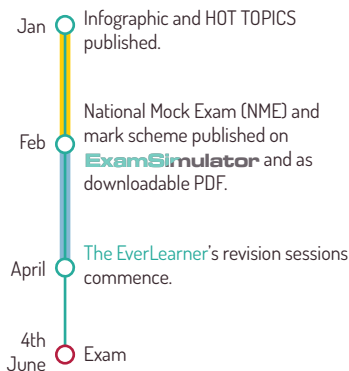 Jan
Infographic and HOT TOPICS
published.
Feb
National Mock Exam (NME) and
mark scheme published on
ExamSimulator and as
downloadable PDF.
April
The EverLearner's revision sessions
commence.
4th
June
Exam